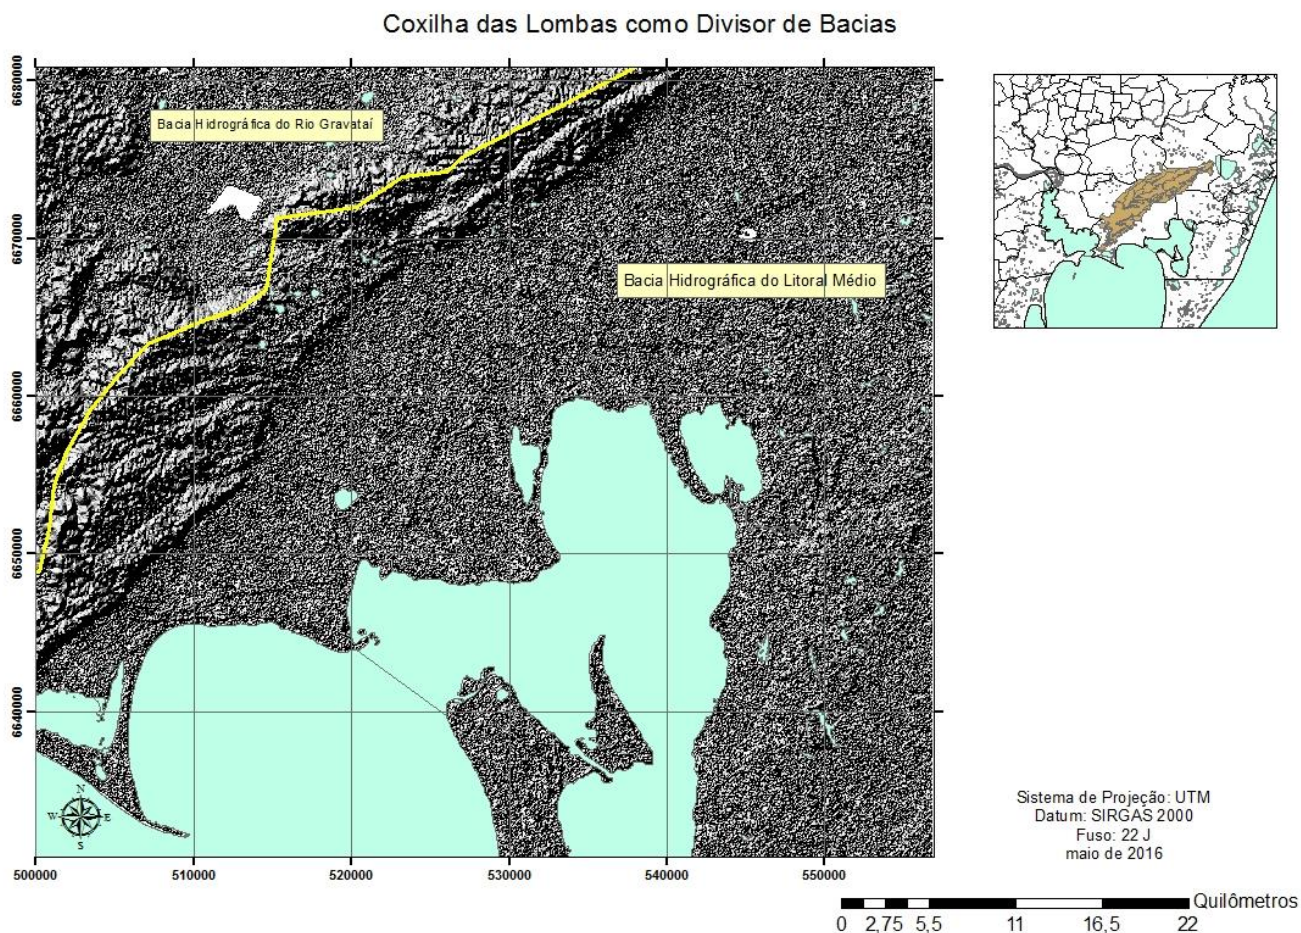 Coxilha das Lombas como Divisor de Bacias
6680000
6670000
6660000
6650000
6640000
Bacia Hidrográfica do Rio Gravataí
Bacia Hidrográfica do Litoral Médio
N
W E
S
500000 510000 520000 530000 540000 550000
Sistema de Projeção: UTM
Datum: SIRGAS 2000
Fuso: 22 J
maio de 2016
Quilômetros
0 2,75 5,5 11 16,5 22